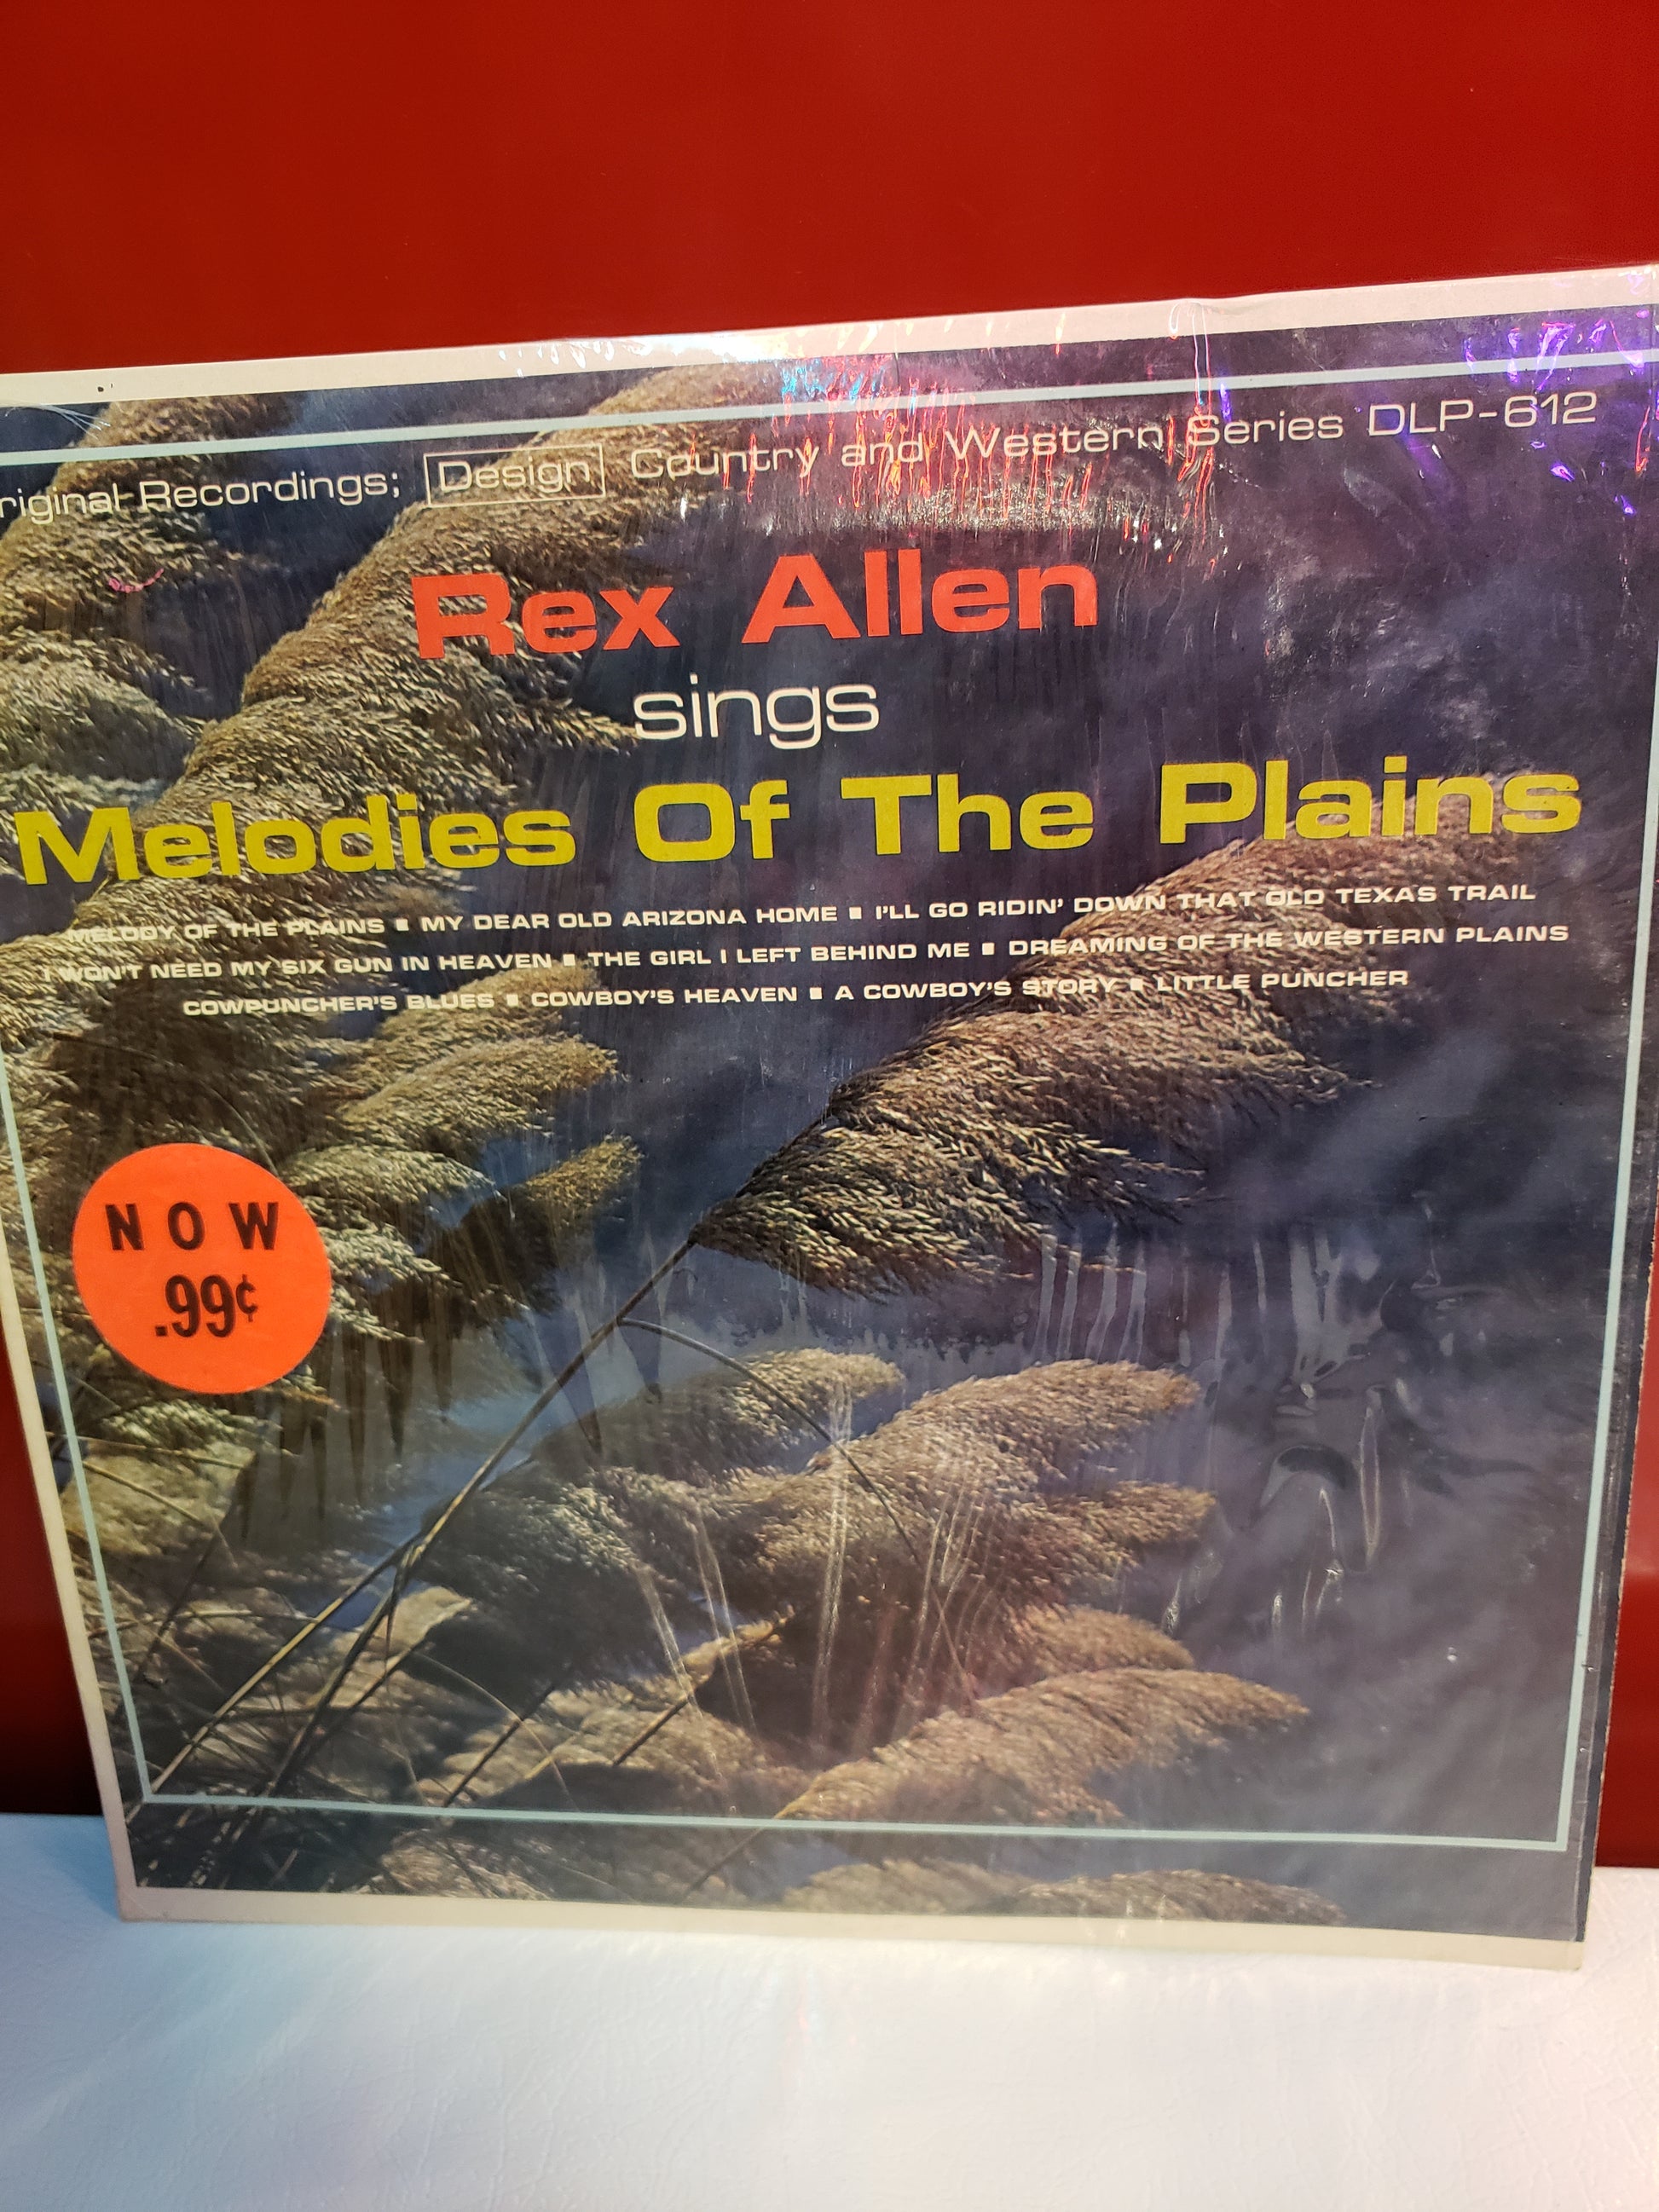 riginal Recordings; Design Country and Western Series DLP-612
Rex Allen
sings
Melodies Of The Plains
MELODY OF THE PLAINS ■ MY DEAR OLD ARIZONA HOME ■ I'LL GO RIDIN' DOWN THAT OLD TEXAS TRAIL
I WON'T NEED MY SIX GUN IN HEAVEN ■ THE GIRL I LEFT BEHIND ME ■ DREAMING OF THE WESTERN PLAINS
COWPUNCHER'S BLUES ■ COWBOY'S HEAVEN ■ A COWBOY'S STORY ■ LITTLE PUNCHER
NOW
.99¢